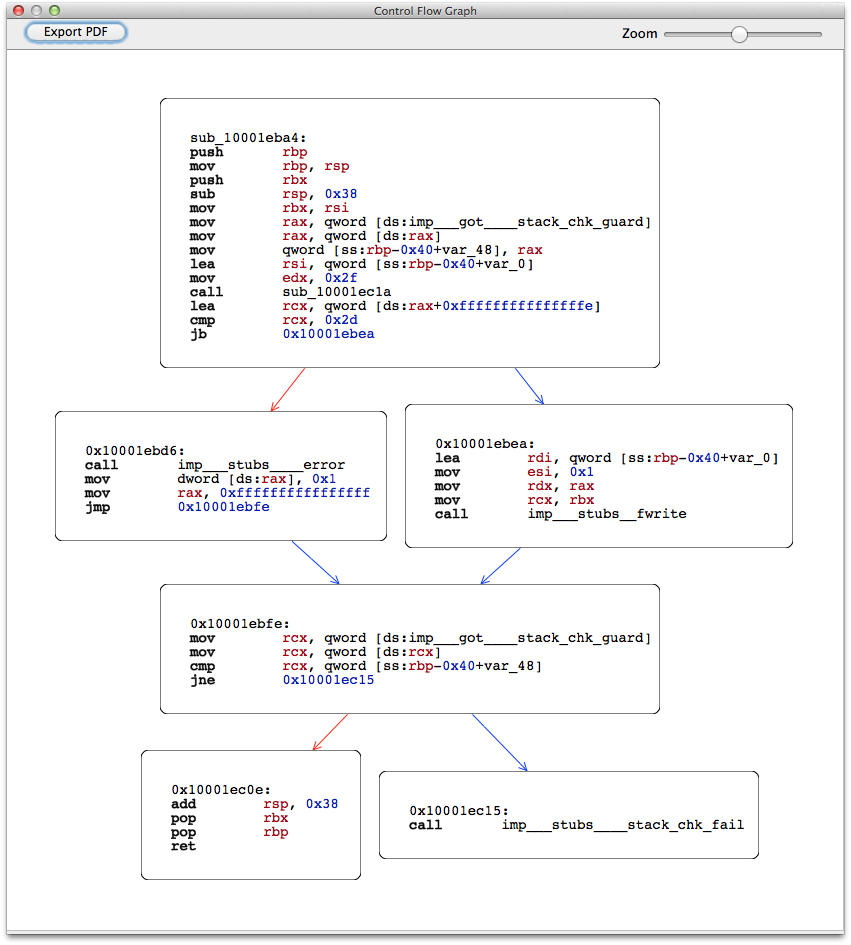 Control Flow Graph
Export PDF
Zoom
sub_10001eba4:
push rbp
mov rbp, rsp
push rbx
sub rsp, 0x38
mov rbx, rsi
mov rax, qword [ds:imp___got____stack_chk_guard]
mov rax, qword [ds:rax]
mov qword [ss:rbp-0x40+var_48], rax
lea rsi, qword [ss:rbp-0x40+var_0]
mov edx, 0x2f
call sub_10001ec1a
lea rcx, qword [ds:rax+0xfffffffffffffffe]
cmp rcx, 0x2d
jb 0x10001ebea
0x10001ebd6:
call imp___stubs____error
mov dword [ds:rax], 0x1
mov rax, 0xffffffffffffffff
jmp 0x10001ebfe
0x10001ebea:
lea rdi, qword [ss:rbp-0x40+var_0]
mov esi, 0x1
mov rdx, rax
mov rcx, rbx
call imp___stubs__fwrite
0x10001ebfe:
mov rcx, qword [ds:imp___got____stack_chk_guard]
mov rcx, qword [ds:rcx]
cmp rcx, qword [ss:rbp-0x40+var_48]
jne 0x10001ec15
0x10001ec0e:
add rsp, 0x38
pop rbx
pop rbp
ret
0x10001ec15:
call imp___stubs____stack_chk_fail